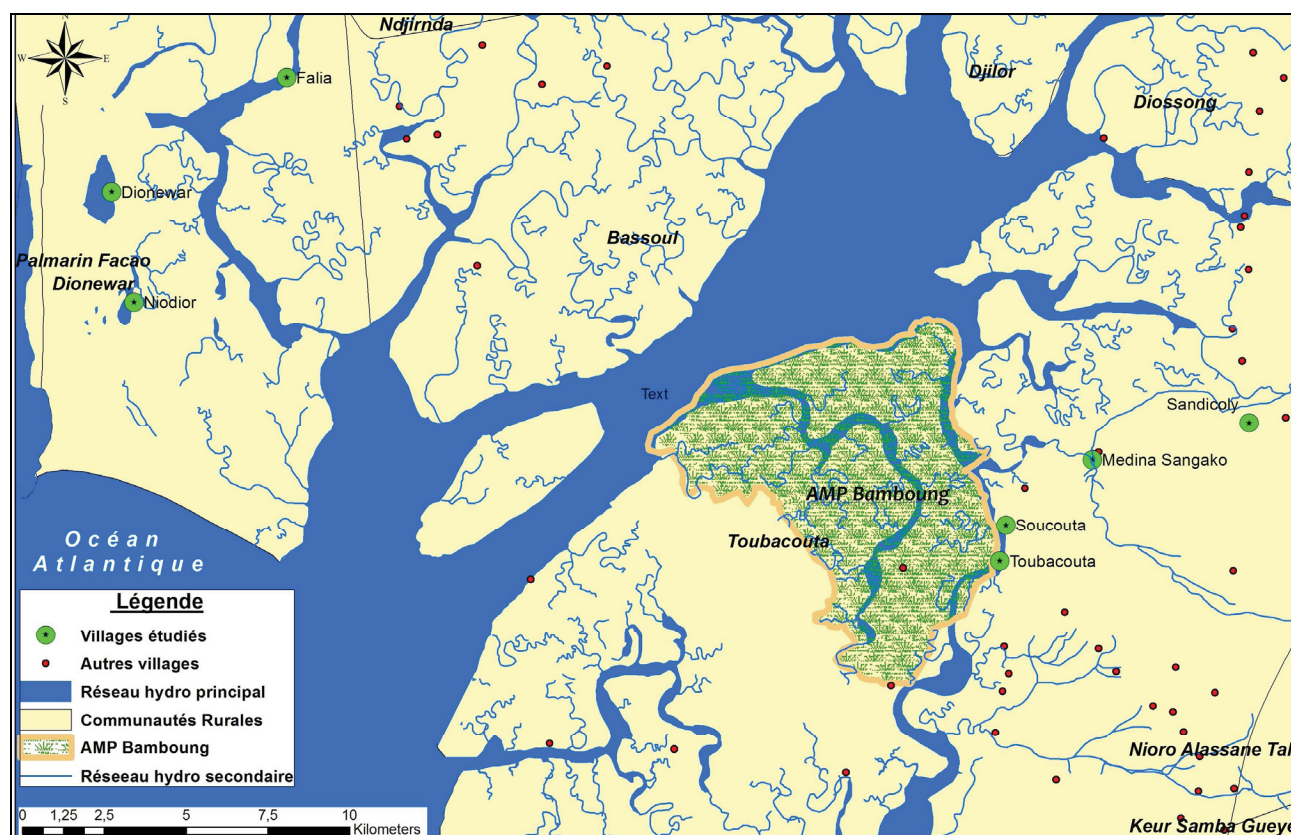 Ndjirnda
N
W
E
S
Falia
Djilor
Diossong
Dionewar
Bassoul
Palmarin Facao
Dionewar
Niodior
Text
Sandicoly
Medina Sangako
AMP Bamboung
Soucouta
Toubacouta
Toubacouta
Océan
Atlantique
Légende
Villages étudiés
Autres villages
Réseau hydro principal
Communautés Rurales
AMP Bamboung
Réseeau hydro secondaire
Nioro Alassane Tal
Keur Samba Gueye
0 1,25 2,5 5 7,5 10
Kilometers